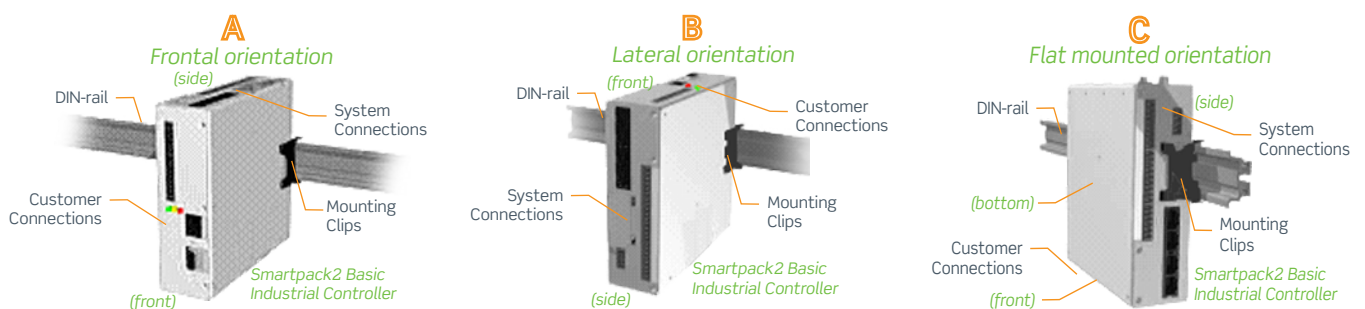 A
Frontal orientation
(side)
DIN-rail
System
Connections
Customer
Connections
Mounting
Clips
Smartpack2 Basic
Industrial Controller
(front)
B
Lateral orientation
(front)
DIN-rail
Customer
Connections
System
Connections
Mounting
Clips
Smartpack2 Basic
Industrial Controller
(side)
C
Flat mounted orientation
DIN-rail
(side)
System
Connections
(bottom)
Mounting
Clips
Customer
Connections
Smartpack2 Basic
Industrial Controller
(front)